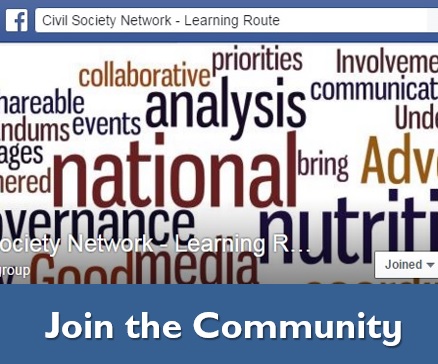 f Civil Society Network - Learning Route
priorities
Involveme
collaborative
communicat
hareable
analysis
Unde
ndums
events
ages
national
bring
Adv
ered
overnance
nutriti
ociety Network - Learning R...
group
Good
media
Joined
Join the Community